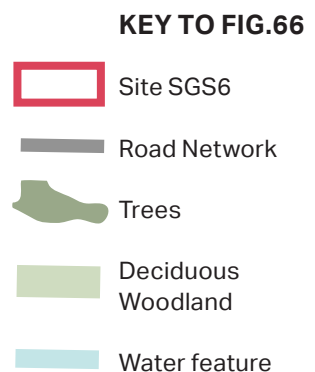 KEY TO FIG.66
Site SGS6
Road Network
Trees
Deciduous
Woodland
Water feature